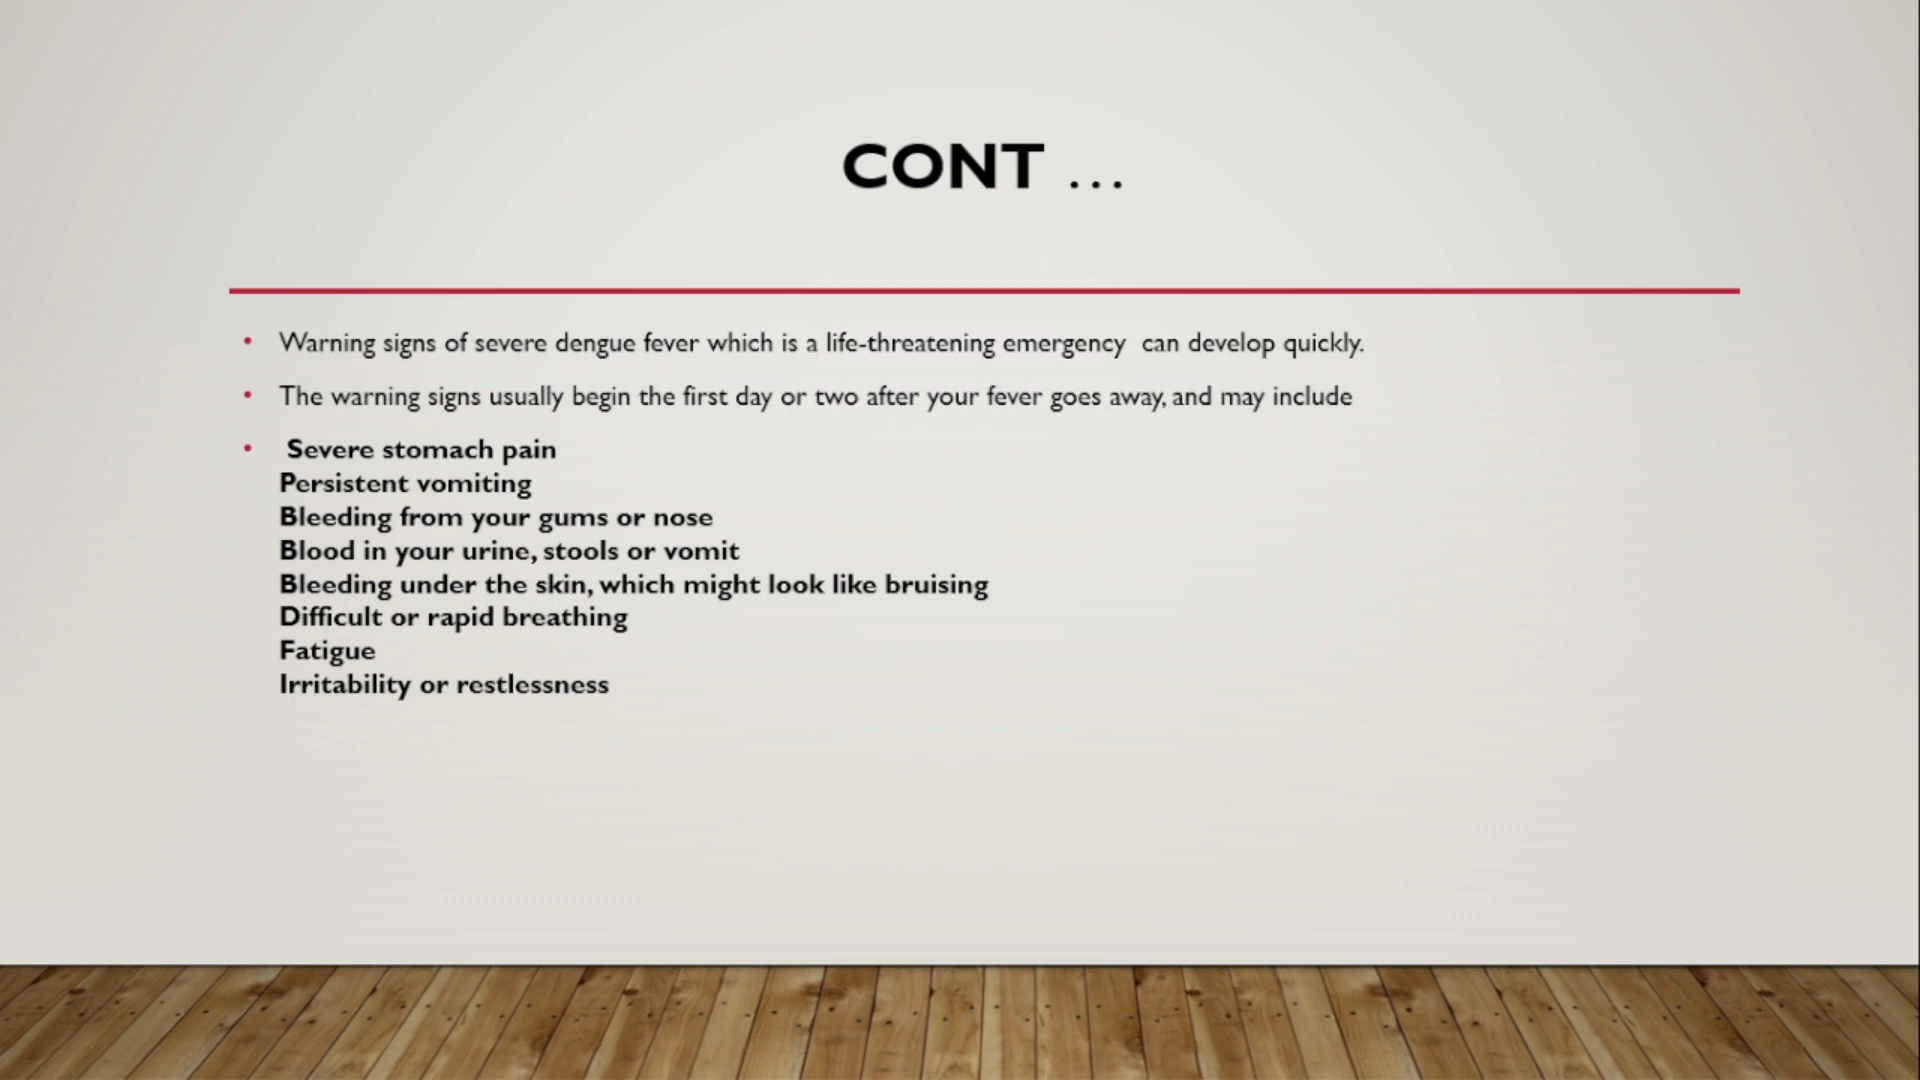 CONT ...
• Warning signs of severe dengue fever which is a life-threatening emergency  can develop quickly.
• The warning signs usually begin the first day or two after your fever goes away, and may include
• Severe stomach pain
Persistent vomiting
Bleeding from your gums or nose
Blood in your urine, stools or vomit
Bleeding under the skin, which might look like bruising
Difficult or rapid breathing
Fatigue
Irritability or restlessness